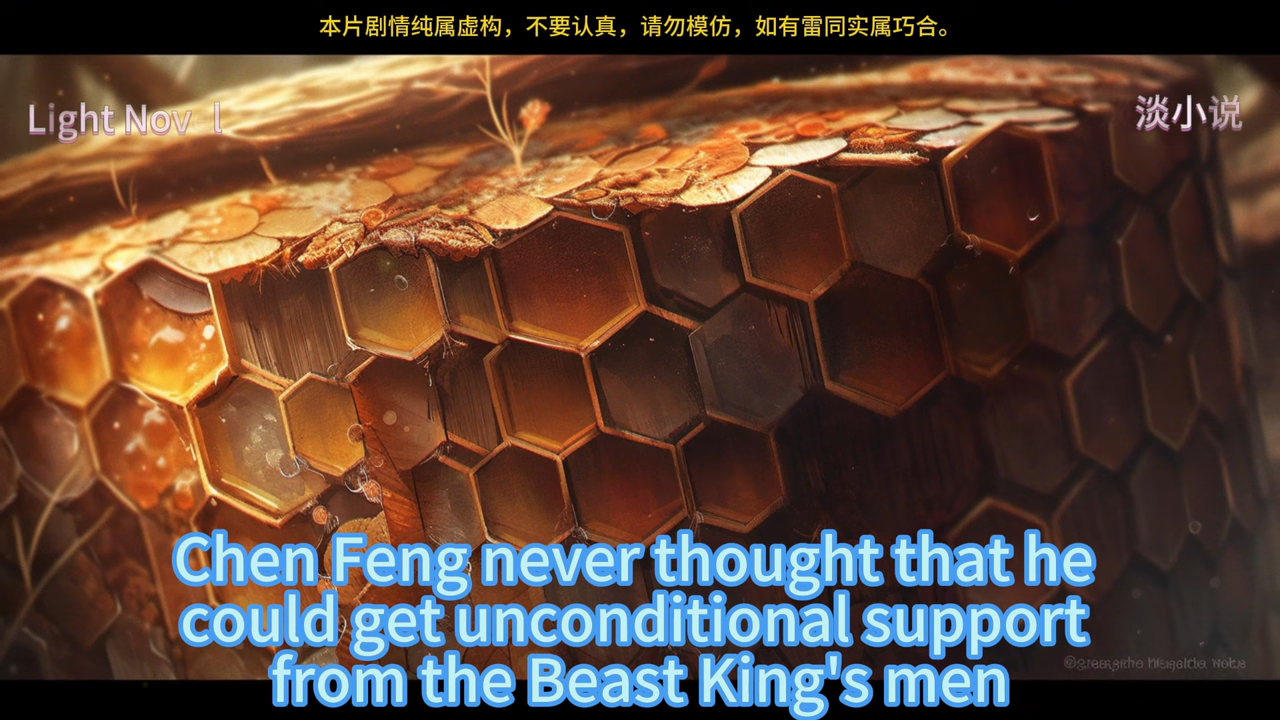 本片剧情纯属虚构，不要认真，请勿模仿，如有雷同实属巧合。
Light Nov l
淡小说
Chen Feng never thought that he
could get unconditional support
from the Beast King's men